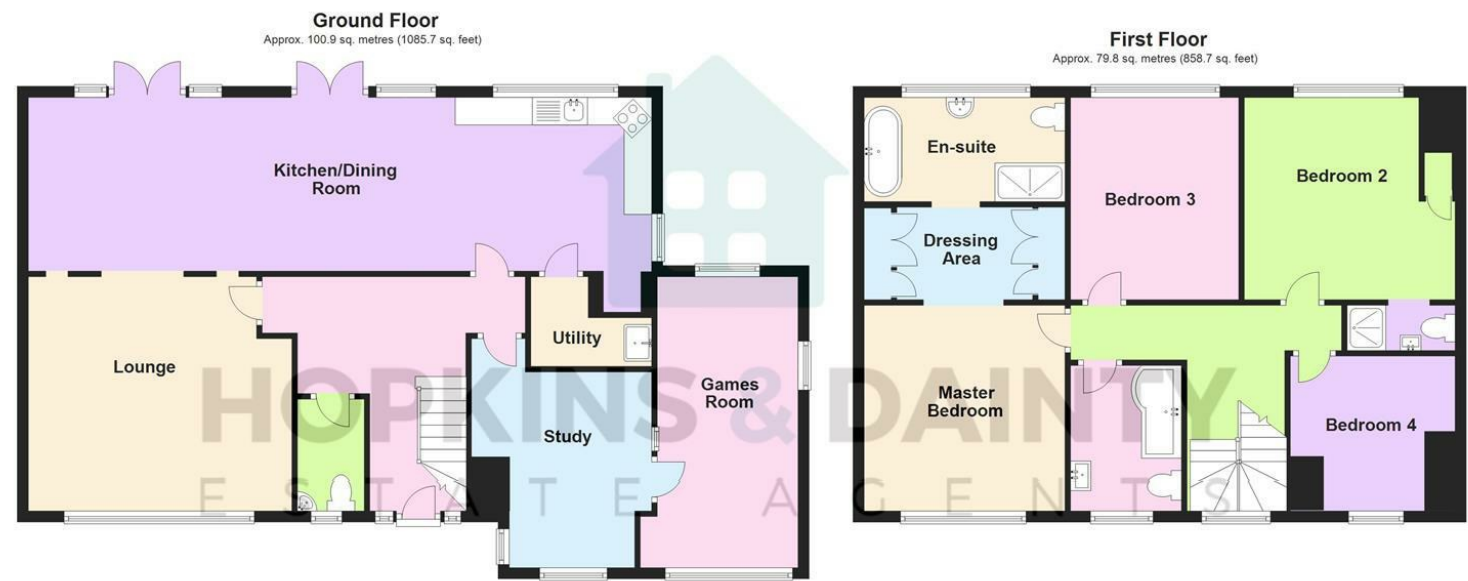 Ground Floor
Approx. 100.9 sq. metres (1085.7 sq. feet)
Kitchen/Dining
Room
Lounge
Utility
Study
Games
Room
First Floor
Approx. 79.8 sq. metres (858.7 sq. feet)
En-suite
Dressing
Area
Master
Bedroom
Bedroom 3
Bedroom 2
Bedroom 4
HOPKINS & DAINTY
ESTATE AGENTS